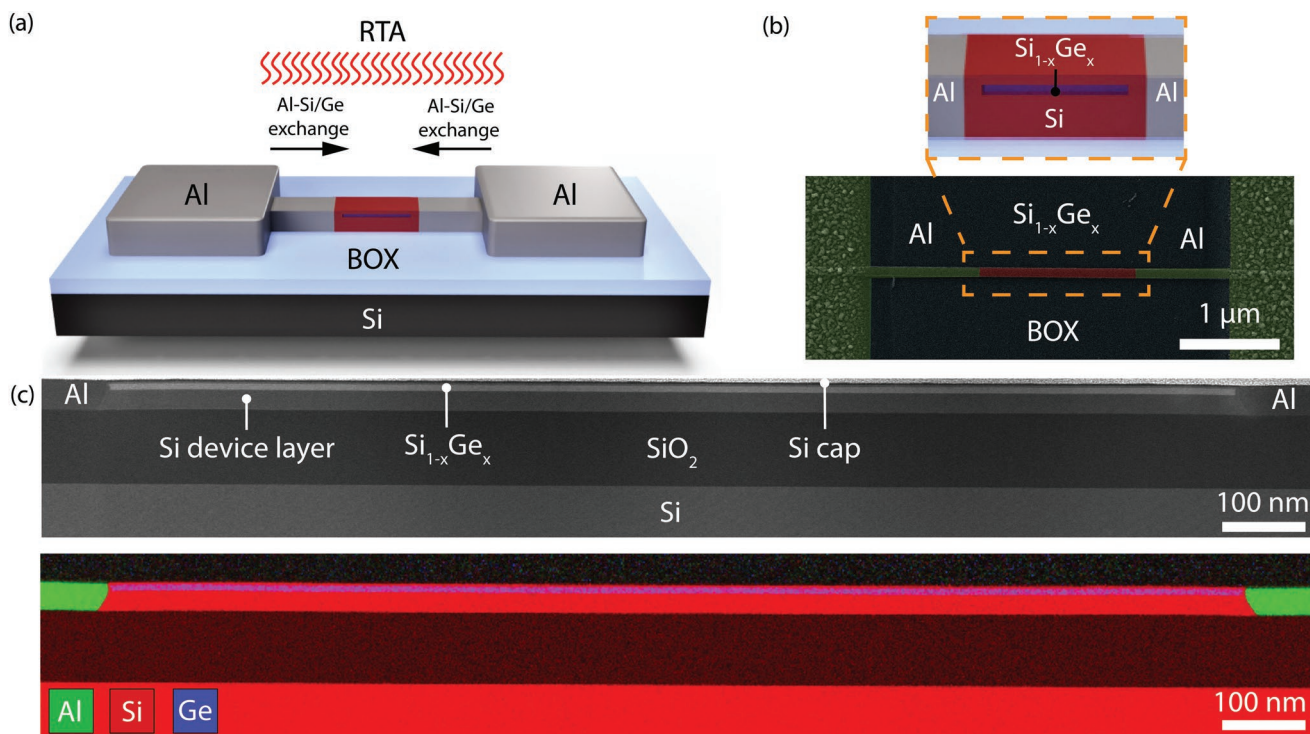 (a)
RTA
Al-Si/Ge
exchange
Al-Si/Ge
exchange
Al
Al
BOX
Si
(b)
Si₁₋ₓGeₓ
Al
Al
Si
Si₁₋ₓGeₓ
Al
Al
BOX
1 μm
(c)
Al
Al
Si device layer
Si₁₋ₓGeₓ
SiO₂
Si cap
Si
100 nm
Al
Si
Ge
100 nm